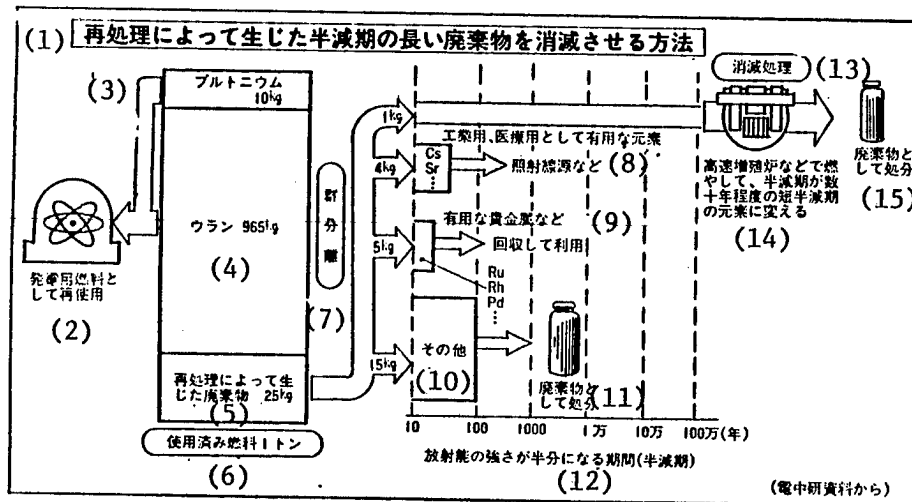 (1) 再処理によって生じた半減期の長い廃棄物を消滅させる方法
(3)
プルトニウム
10kg
ウラン 965kg
(4)
発電用燃料と
して再使用
(2)
再処理によって生
じた廃棄物 25kg
(5)
使用済み燃料1トン
(6)
群分離
(7)
1kg
4kg
5kg
15kg
工業用、医療用として有用な元素
Cs
Sr
⋮
照射線源など (8)
(9)
有用な貴金属など
回収して利用
Ru
Rh
Pd
⋮
その他
(10)
廃棄物と
して処分
(11)
10 100 1000 1万 10万 100万(年)
放射能の強さが半分になる期間(半減期)
(12)
消滅処理 (13)
高速増殖炉などで燃
やして、半減期が数
十年程度の短半減期
の元素に変える
(14)
廃棄物と
して処分
(15)
(電中研資料から)